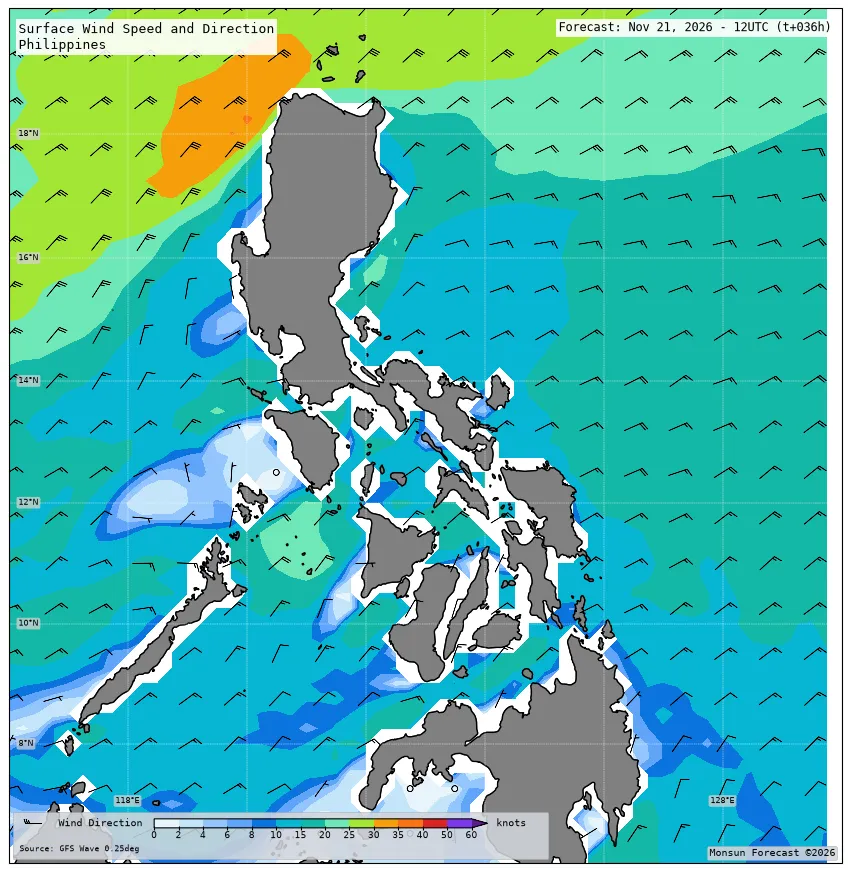 Surface Wind Speed and Direction
Philippines
Forecast: Nov 21, 2026 - 12UTC (t+036h)
18°N
16°N
14°N
12°N
10°N
8°N
118°E
128°E
Wind Direction
0 2 4 6 8 10 15 20 25 30 35 40 50 60
knots
Source: GFS Wave 0.25deg
Monsun Forecast ©2026